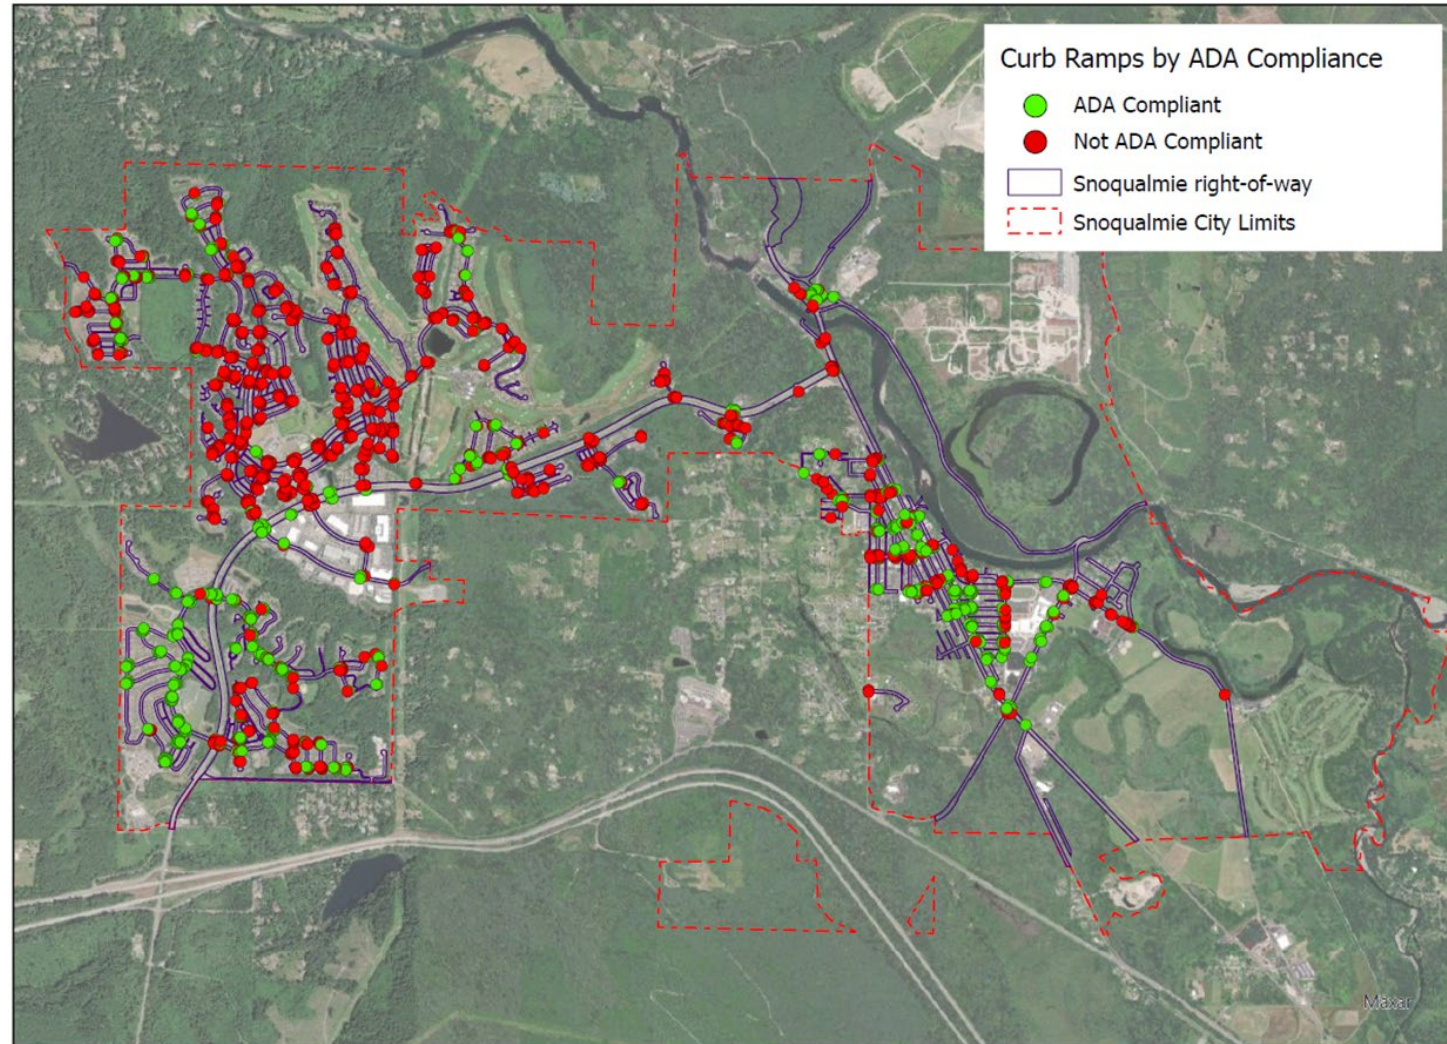 Curb Ramps by ADA Compliance
ADA Compliant
Not ADA Compliant
Snoqualmie right-of-way
Snoqualmie City Limits
Maxar